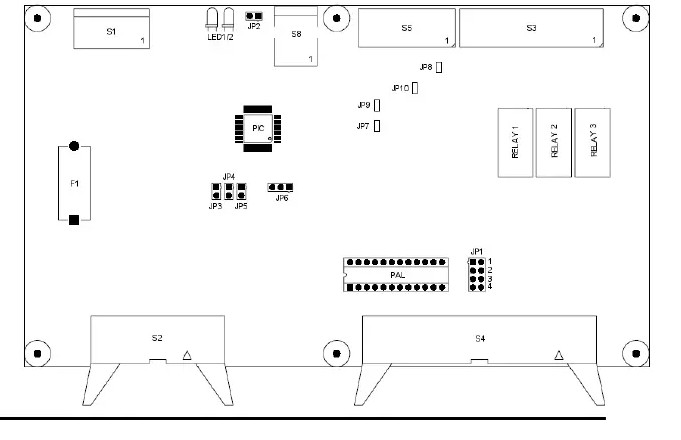 S1
1
LED1/2
JP2
S8
1
S5
1
S3
1
JP8
JP10
JP9
JP7
PIC
RELAY 1
RELAY 2
RELAY 3
F1
JP4
JP3
JP5
JP6
PAL
JP1
1
2
3
4
S2
S4